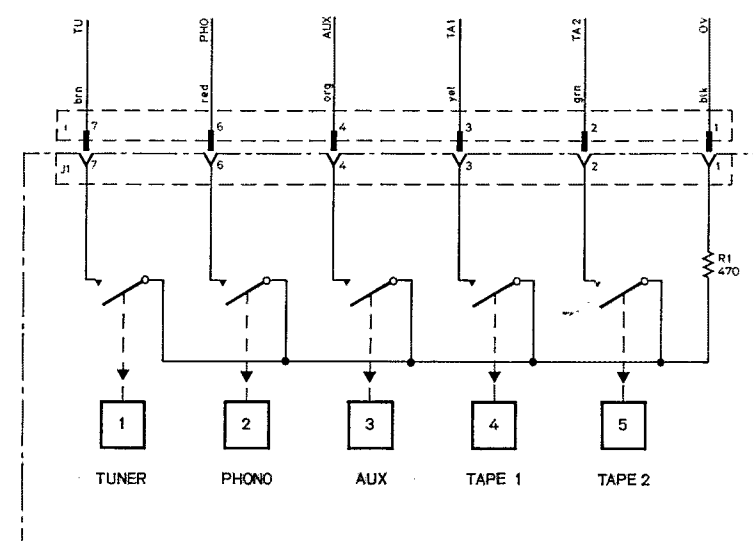 TU PHO AUX TA1 TA2 OV
brn red org yel grn blk
7 6 4 3 2 1
J1 7 6 4 3 2 1
R1
470
1 2 3 4 5
TUNER PHONO AUX TAPE 1 TAPE 2